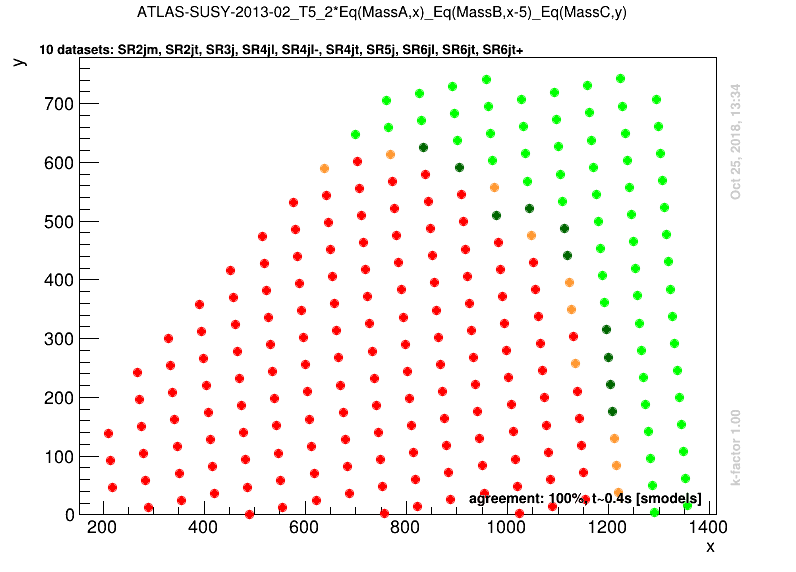 ATLAS-SUSY-2013-02_T5_2*Eq(MassA,x)_Eq(MassB,x-5)_Eq(MassC,y)
10 datasets: SR2jm, SR2jt, SR3j, SR4jl, SR4jl-, SR4jt, SR5j, SR6jl, SR6jt, SR6jt+
y
700
600
500
400
300
200
100
0
200 400 600 800 1000 1200 1400
x
agreement: 100%, t~0.4s [smodels]
Oct 25, 2018, 13:34
k-factor 1.00